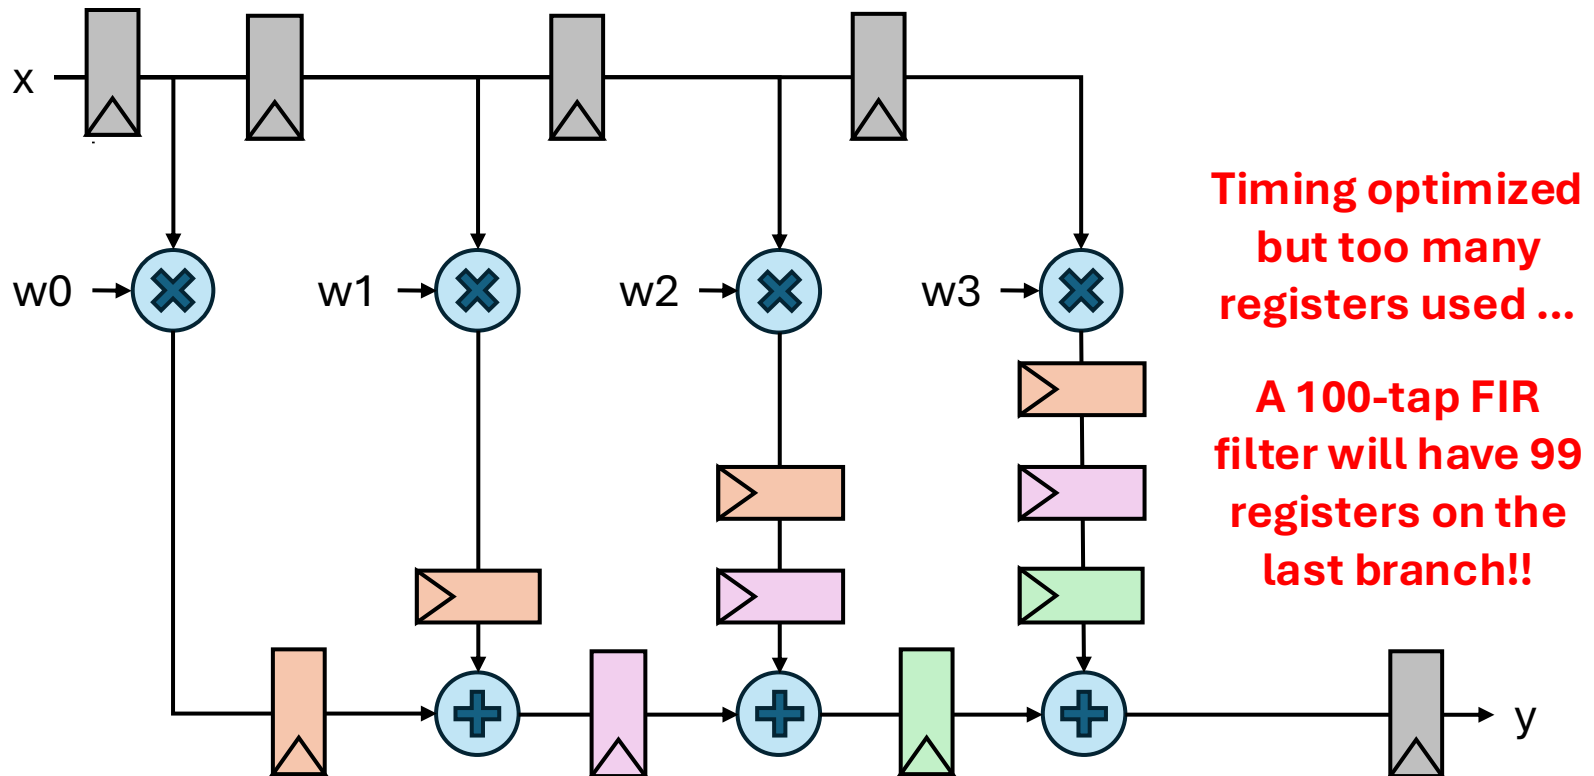 x
w0
w1
w2
w3
Timing optimized
but too many
registers used ...
A 100-tap FIR
filter will have 99
registers on the
last branch!!
y